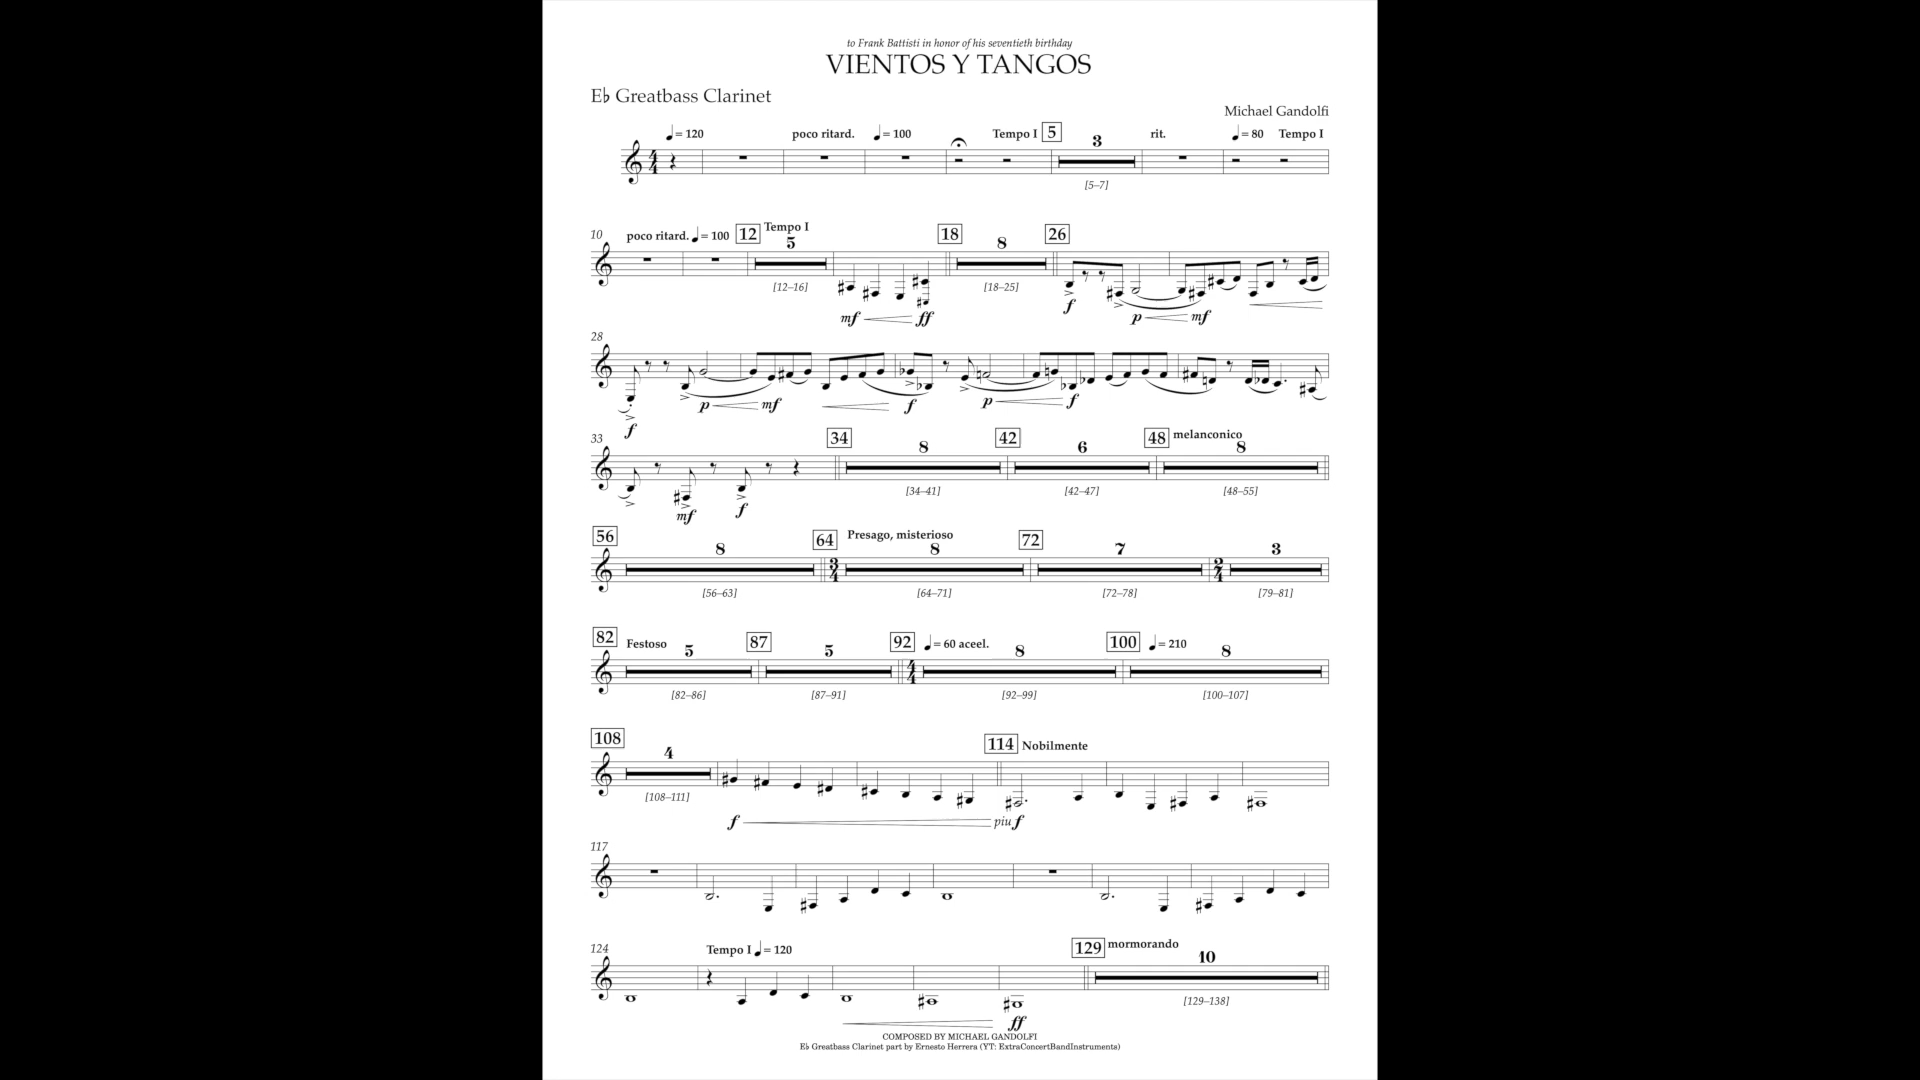 to Frank Battisti in honor of his seventieth birthday
VIENTOS Y TANGOS
E♭ Greatbass Clarinet
Michael Gandolfi
♩= 120 poco ritard. ♩= 100 Tempo I 5 3 rit. ♩= 80 Tempo I
[5–7]
10 poco ritard. ♩= 100 12 Tempo I 5 18 8 26
[12–16] [18–25]
mf ff f p mf
28
p mf f p f
f
33 34 8 42 6 48 melanconico 8
[34–41] [42–47] [48–55]
mf f
56 8 64 Presago, misterioso 8 72 7 3
[56–63] [64–71] [72–78] [79–81]
82 Festoso 5 87 5 92 ♩= 60 aceel. 8 100 ♩= 210 8
[82–86] [87–91] [92–99] [100–107]
108 4 114 Nobilmente
[108–111]
f piu f
117
124 Tempo I ♩= 120 129 mormorando 10
[129–138]
ff
COMPOSED BY MICHAEL GANDOLFI
E♭ Greatbass Clarinet part by Ernesto Herrera (YT: ExtraConcertBandInstruments)